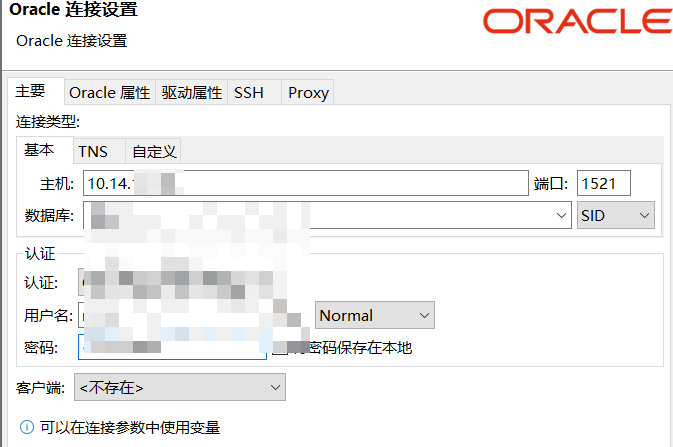 Oracle 连接设置
Oracle 连接设置
ORACLE
主要 Oracle 属性 驱动属性 SSH Proxy
连接类型:
基本 TNS 自定义
主机: 10.14. 端口: 1521
数据库: SID
认证
认证:
用户名: Normal
密码: 密码保存在本地
客户端: <不存在>
可以在连接参数中使用变量